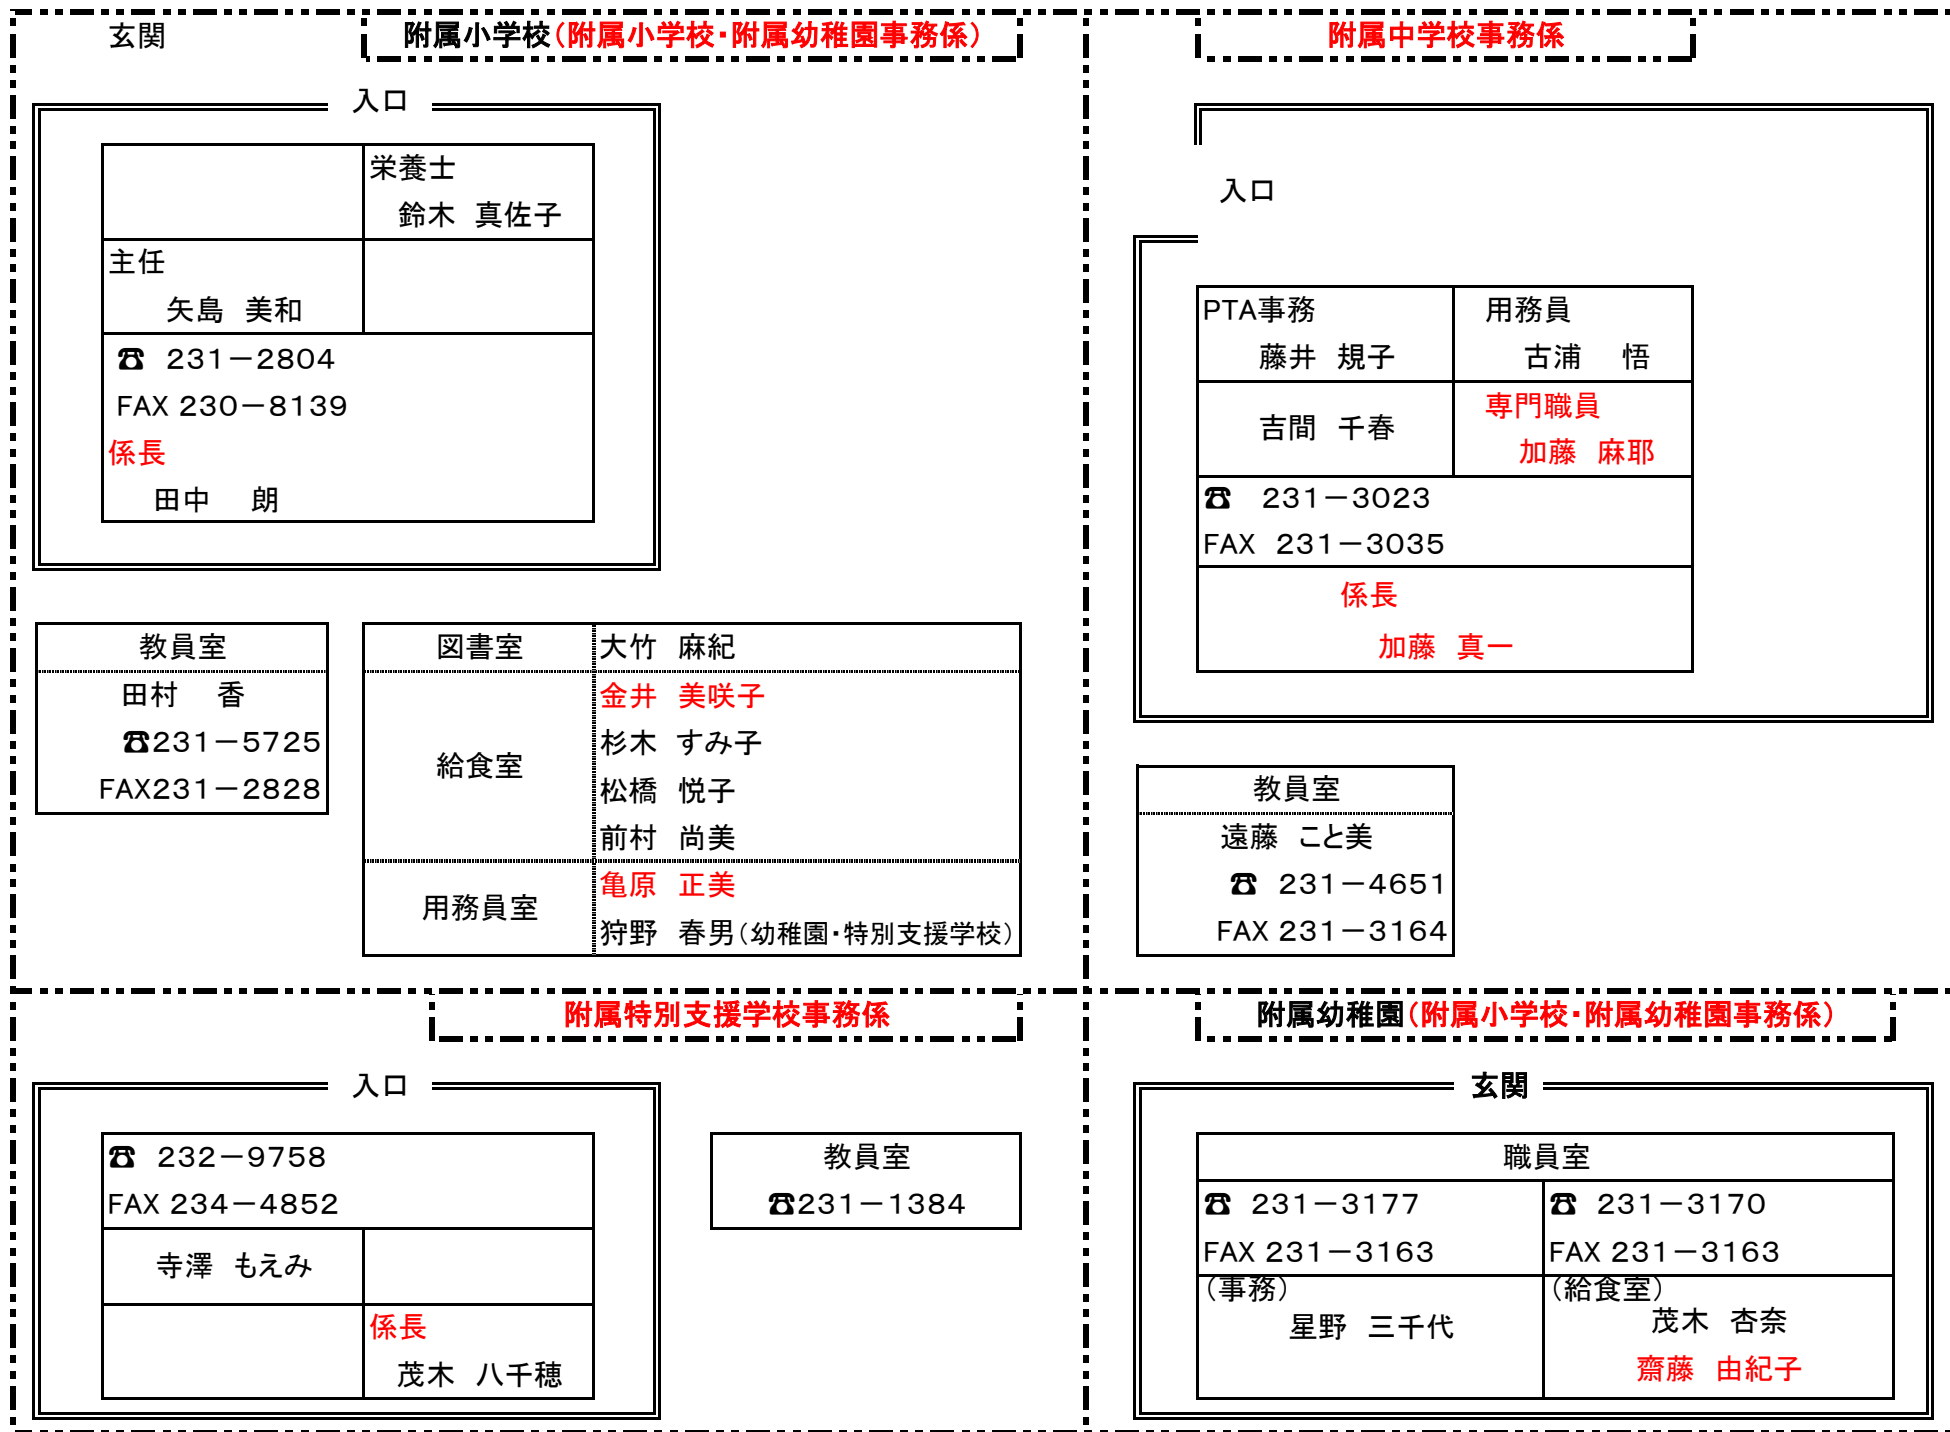 玄関
附属小学校(附属小学校・附属幼稚園事務係)
入口
栄養士
鈴木 真佐子
主任
矢島 美和
☎ 231－2804
FAX 230－8139
係長
田中 朗
教員室
田村 香
☎231－5725
FAX231－2828
図書室 大竹 麻紀
給食室
金井 美咲子
杉木 すみ子
松橋 悦子
前村 尚美
用務員室
亀原 正美
狩野 春男(幼稚園・特別支援学校)
附属中学校事務係
入口
PTA事務
藤井 規子
用務員
古浦 悟
吉間 千春
専門職員
加藤 麻耶
☎ 231－3023
FAX 231－3035
係長
加藤 真一
教員室
遠藤 こと美
☎ 231－4651
FAX 231－3164
附属特別支援学校事務係
入口
☎ 232－9758
FAX 234－4852
寺澤 もえみ
係長
茂木 八千穂
教員室
☎231－1384
附属幼稚園(附属小学校・附属幼稚園事務係)
玄関
職員室
☎ 231－3177
FAX 231－3163
☎ 231－3170
FAX 231－3163
(事務)
星野 三千代
(給食室)
茂木 杏奈
齋藤 由紀子